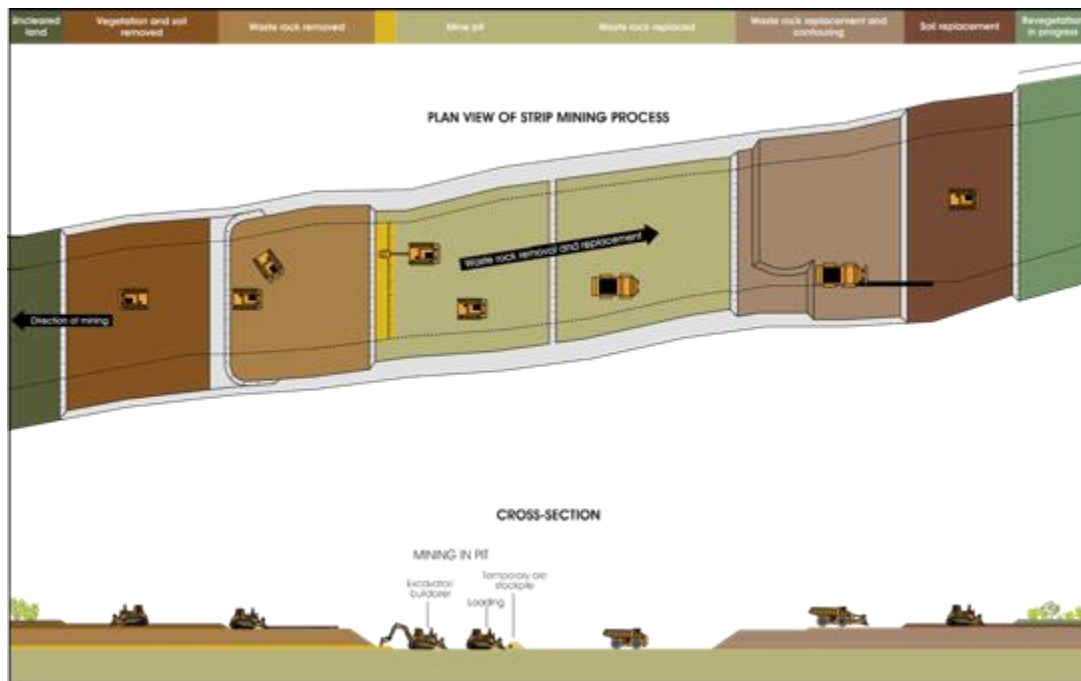 Uncleared
land
Vegetation and soil
removed
Waste rock removed
Mine pit
Waste rock replaced
Waste rock replacement and
contouring
Soil replacement
Revegetation
in progress
PLAN VIEW OF STRIP MINING PROCESS
Waste rock removal and replacement
Direction of mining
CROSS-SECTION
MINING IN PIT
Excavator/
bulldozer
Loading
Temporary ore
stockpile